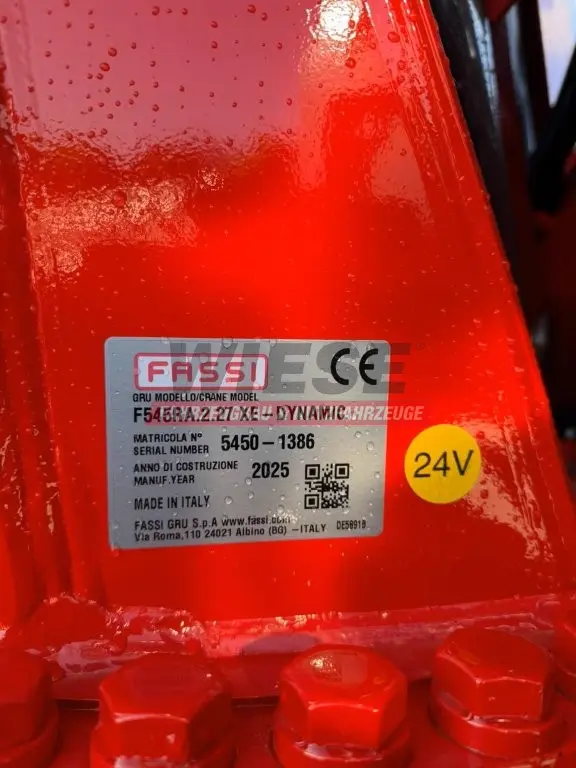 WIESE
FASSI
CE
GRU MODELLO/CRANE MODEL
F545RA.2.27 XE-DYNAMIC
MATRICOLA N°
SERIAL NUMBER 5450-1386
ANNO DI COSTRUZIONE
MANUF.YEAR 2025
MADE IN ITALY
FASSI GRU S.p.A www.fassi.com
Via Roma,110 24021 Albino (BG) -ITALY
24V